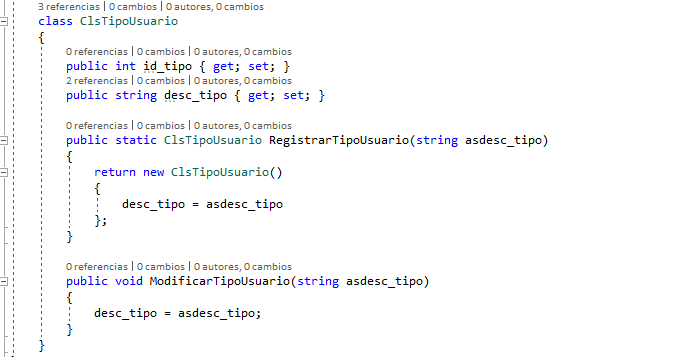 3 referencias | 0 cambios | 0 autores, 0 cambios
class ClsTipoUsuario
{
0 referencias | 0 cambios | 0 autores, 0 cambios
public int id_tipo { get; set; }
2 referencias | 0 cambios | 0 autores, 0 cambios
public string desc_tipo { get; set; }
0 referencias | 0 cambios | 0 autores, 0 cambios
public static ClsTipoUsuario RegistrarTipoUsuario(string asdesc_tipo)
{
return new ClsTipoUsuario()
{
desc_tipo = asdesc_tipo
};
}
0 referencias | 0 cambios | 0 autores, 0 cambios
public void ModificarTipoUsuario(string asdesc_tipo)
{
desc_tipo = asdesc_tipo;
}
}